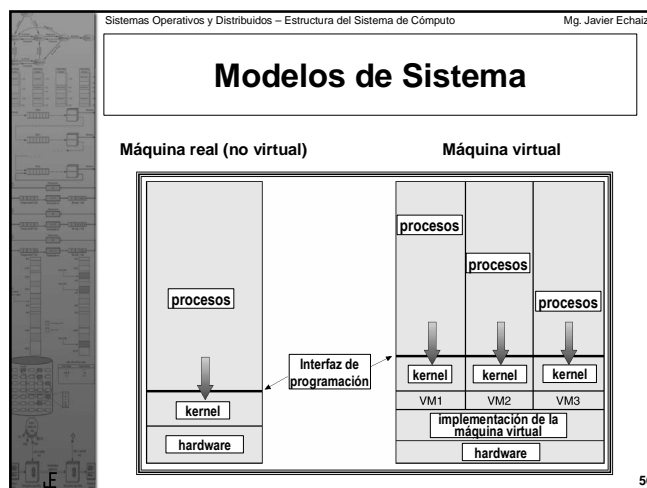 Sistemas Operativos y Distribuidos – Estructura del Sistema de Cómputo Mg. Javier Echaiz
Modelos de Sistema
Máquina real (no virtual) Máquina virtual
procesos
procesos
procesos
procesos
Interfaz de
programación
kernel
hardware
kernel kernel kernel
VM1 VM2 VM3
implementación de la
máquina virtual
hardware
JE